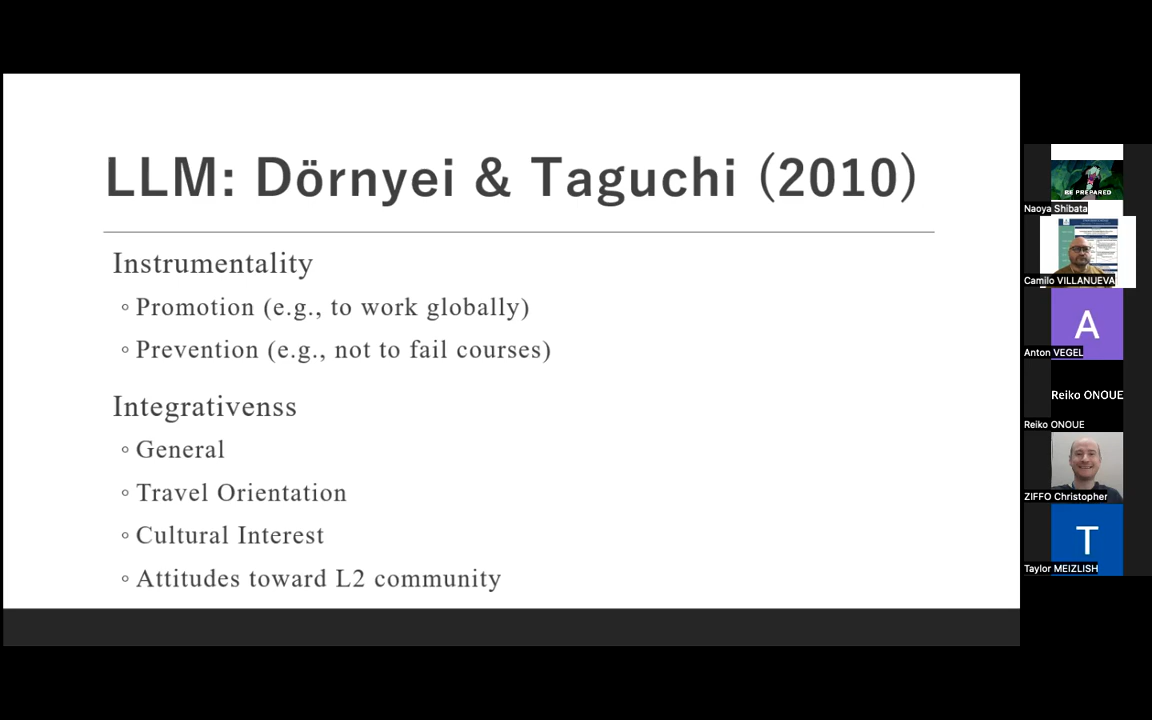 LLM: Dörnyei & Taguchi (2010)
Instrumentality
◦ Promotion (e.g., to work globally)
◦ Prevention (e.g., not to fail courses)
Integrativenss
◦ General
◦ Travel Orientation
◦ Cultural Interest
◦ Attitudes toward L2 community
BE PREPARED
Naoya Shibata
Camilo VILLANUEVA
A
Anton VEGEL
Reiko ONOUE
Reiko ONOUE
ZIFFO Christopher
T
Taylor MEIZLISH